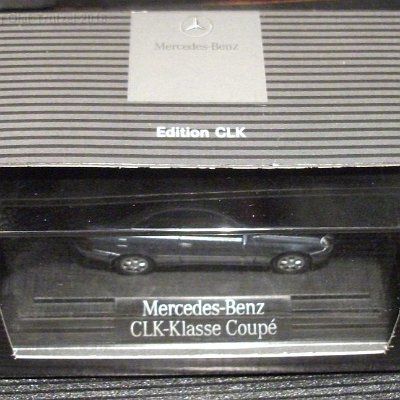 Mercedes-Benz
Edition CLK
Mercedes-Benz
CLK-Klasse Coupé